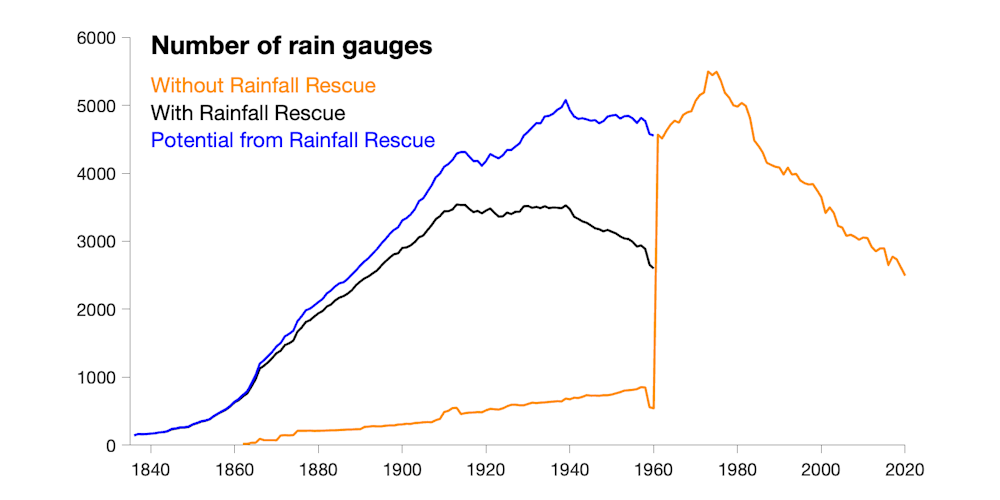 Number of rain gauges
Without Rainfall Rescue
With Rainfall Rescue
Potential from Rainfall Rescue
6000
5000
4000
3000
2000
1000
0
1840 1860 1880 1900 1920 1940 1960 1980 2000 2020